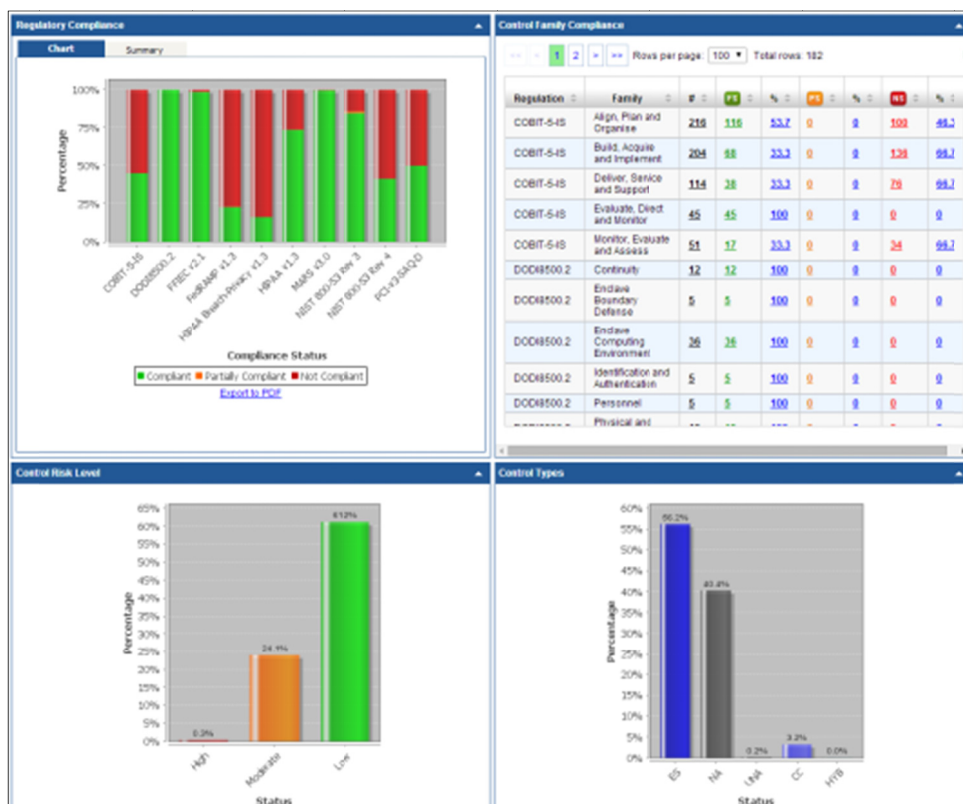 Regulatory Compliance
Chart Summary
100%
75%
50%
25%
0%
Percentage
COBIT-5-IS
DODI8500.2
FFIEC v2.1
FedRAMP v1.3
HIPAA Breach-Privacy v1.3
HIPAA v1.3
MARS v3.0
NIST 800-53 Rev 3
NIST 800-53 Rev 4
PCI-v3-SAQ-D
Compliance Status
Compliant Partially Compliant Not Compliant
Export to PDF
Control Family Compliance
<< < 1 2 > >> Rows per page: 100 Total rows: 182
Regulation Family # FS % PS % NS %
COBIT-5-IS Align, Plan and Organise 216 116 53.7 0 0 100 46.3
COBIT-5-IS Build, Acquire and Implement 204 68 33.3 0 0 136 66.7
COBIT-5-IS Deliver, Service and Support 114 38 33.3 0 0 76 66.7
COBIT-5-IS Evaluate, Direct and Monitor 45 45 100 0 0 0 0
COBIT-5-IS Monitor, Evaluate and Assess 51 17 33.3 0 0 34 66.7
DODI8500.2 Continuity 12 12 100 0 0 0 0
DODI8500.2 Enclave Boundary Defense 5 5 100 0 0 0 0
DODI8500.2 Enclave Computing Environment 36 36 100 0 0 0 0
DODI8500.2 Identification and Authentication 5 5 100 0 0 0 0
DODI8500.2 Personnel 5 5 100 0 0 0 0
Physical and
Control Risk Level
65%
60%
55%
50%
45%
40%
35%
30%
25%
20%
15%
10%
5%
0%
Percentage
0.3%
High
Moderate
Low
Status
Control Types
60%
55%
50%
45%
40%
35%
30%
25%
20%
15%
10%
5%
0%
Percentage
56.2%
40.4%
0.2%
3.2%
0.0%
ES
NA
UNA
CC
HYB
Status